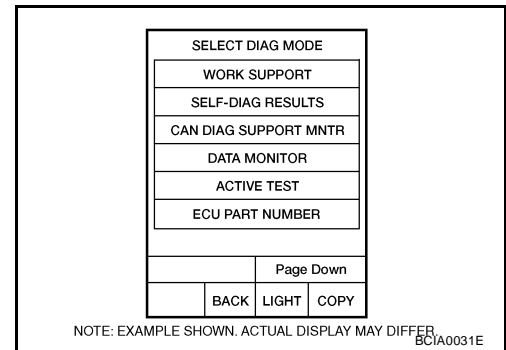 SELECT DIAG MODE
WORK SUPPORT
SELF-DIAG RESULTS
CAN DIAG SUPPORT MNTR
DATA MONITOR
ACTIVE TEST
ECU PART NUMBER
Page Down
BACK LIGHT COPY
NOTE: EXAMPLE SHOWN. ACTUAL DISPLAY MAY DIFFER.
BCIA0031E